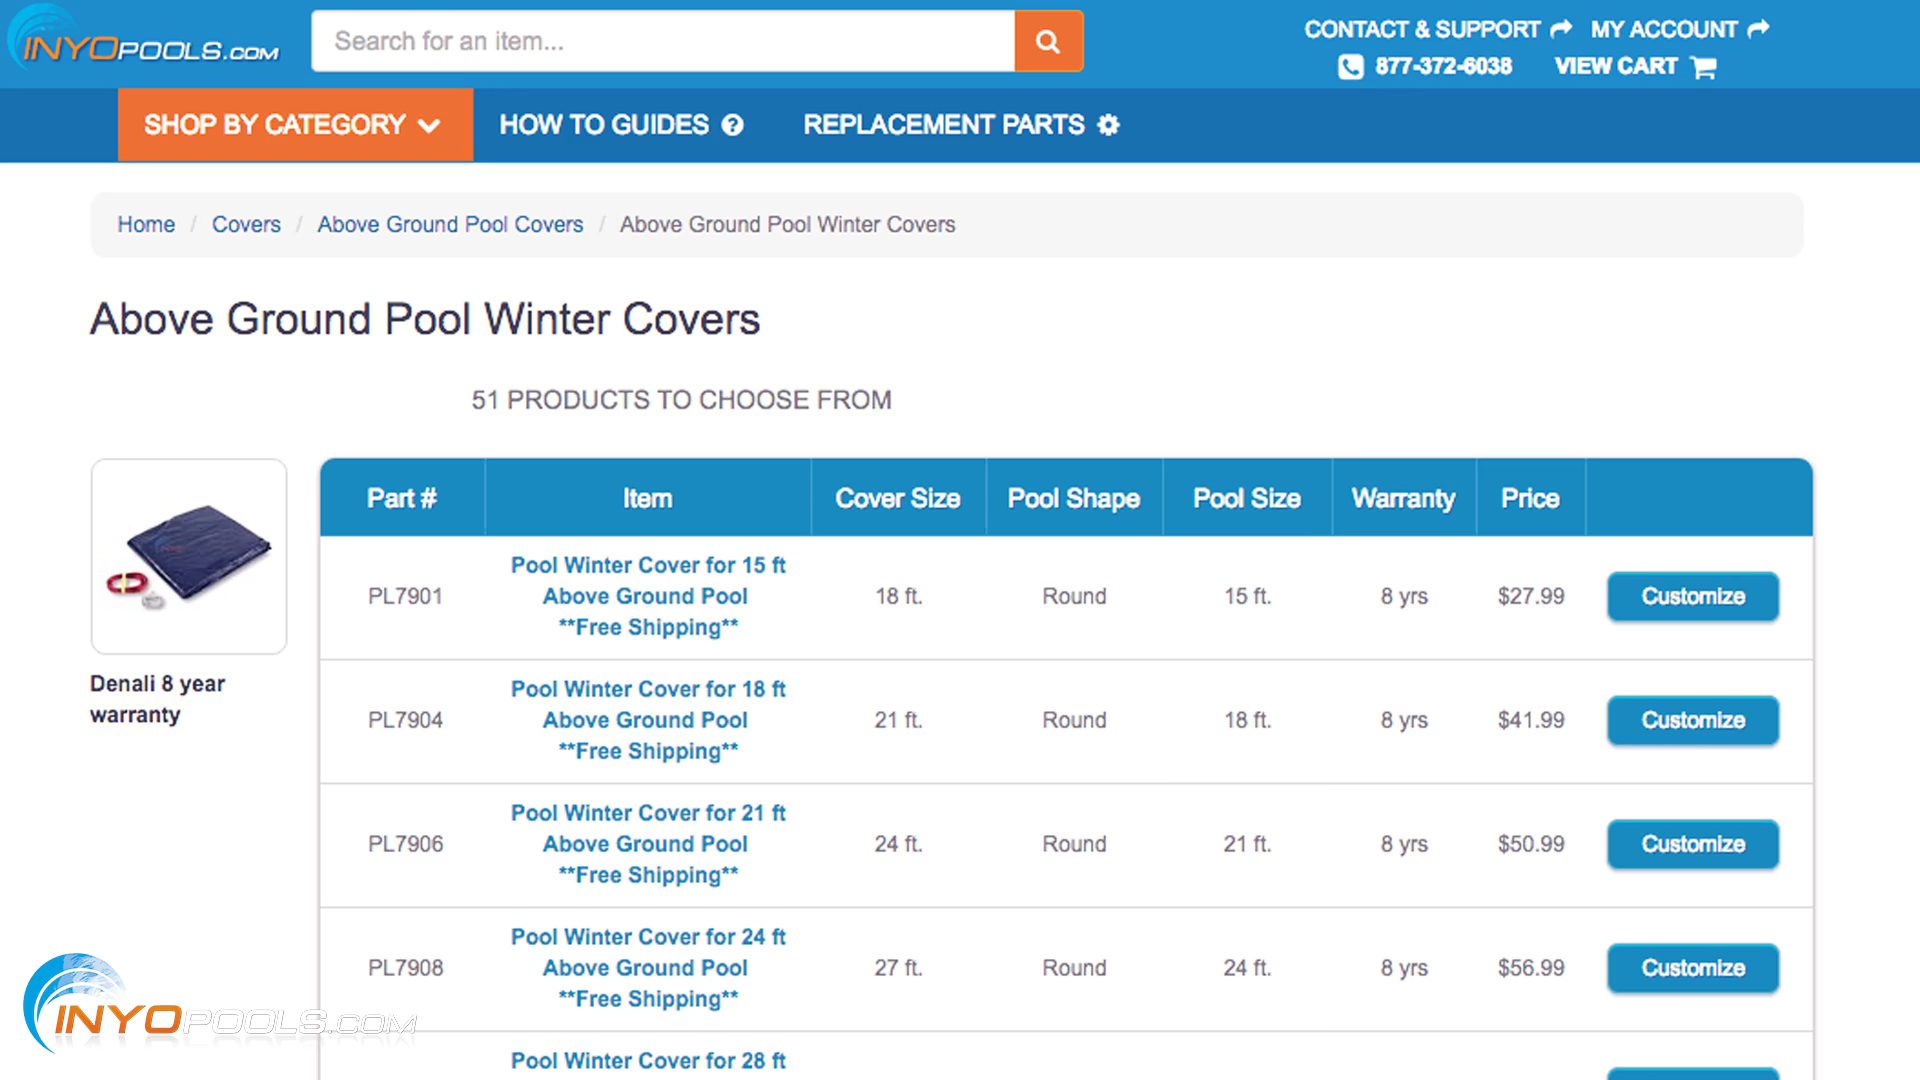 INYOPOOLS.COM
Search for an item...
CONTACT & SUPPORT
MY ACCOUNT
877-372-6038
VIEW CART
SHOP BY CATEGORY
HOW TO GUIDES ?
REPLACEMENT PARTS
Home / Covers / Above Ground Pool Covers / Above Ground Pool Winter Covers
Above Ground Pool Winter Covers
51 PRODUCTS TO CHOOSE FROM
Denali 8 year
warranty
Part # Item Cover Size Pool Shape Pool Size Warranty Price
Pool Winter Cover for 15 ft
PL7901 Above Ground Pool 18 ft. Round 15 ft. 8 yrs $27.99 Customize
**Free Shipping**
Pool Winter Cover for 18 ft
PL7904 Above Ground Pool 21 ft. Round 18 ft. 8 yrs $41.99 Customize
**Free Shipping**
Pool Winter Cover for 21 ft
PL7906 Above Ground Pool 24 ft. Round 21 ft. 8 yrs $50.99 Customize
**Free Shipping**
Pool Winter Cover for 24 ft
PL7908 Above Ground Pool 27 ft. Round 24 ft. 8 yrs $56.99 Customize
**Free Shipping**
Pool Winter Cover for 28 ft
INYOPOOLS.COM